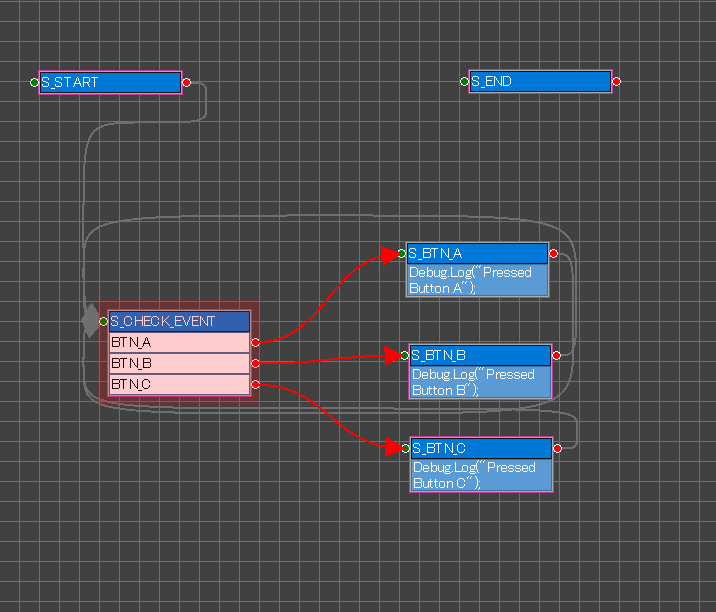 S_START
S_END
S_BTN_A
Debug.Log("Pressed
Button A");
S_CHECK_EVENT
BTN_A
BTN_B
BTN_C
S_BTN_B
Debug.Log("Pressed
Button B");
S_BTN_C
Debug.Log("Pressed
Button C");